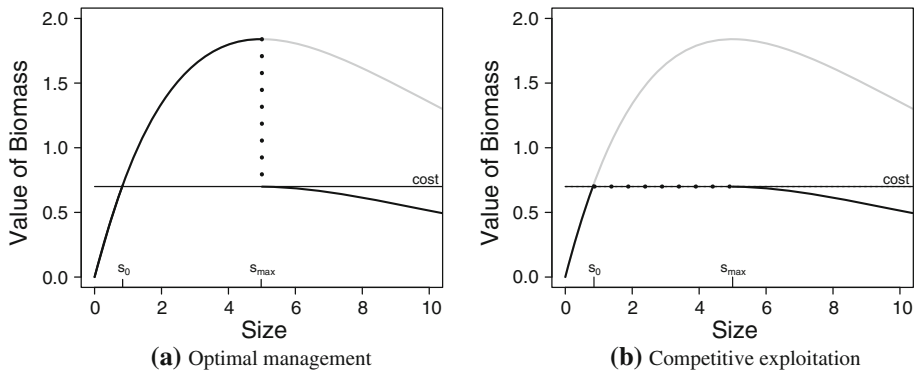 2.0
1.5
1.0
0.5
0.0
Value of Biomass
cost
s0
smax
0 2 4 6 8 10
Size
(a) Optimal management
2.0
1.5
1.0
0.5
0.0
Value of Biomass
cost
s0
smax
0 2 4 6 8 10
Size
(b) Competitive exploitation